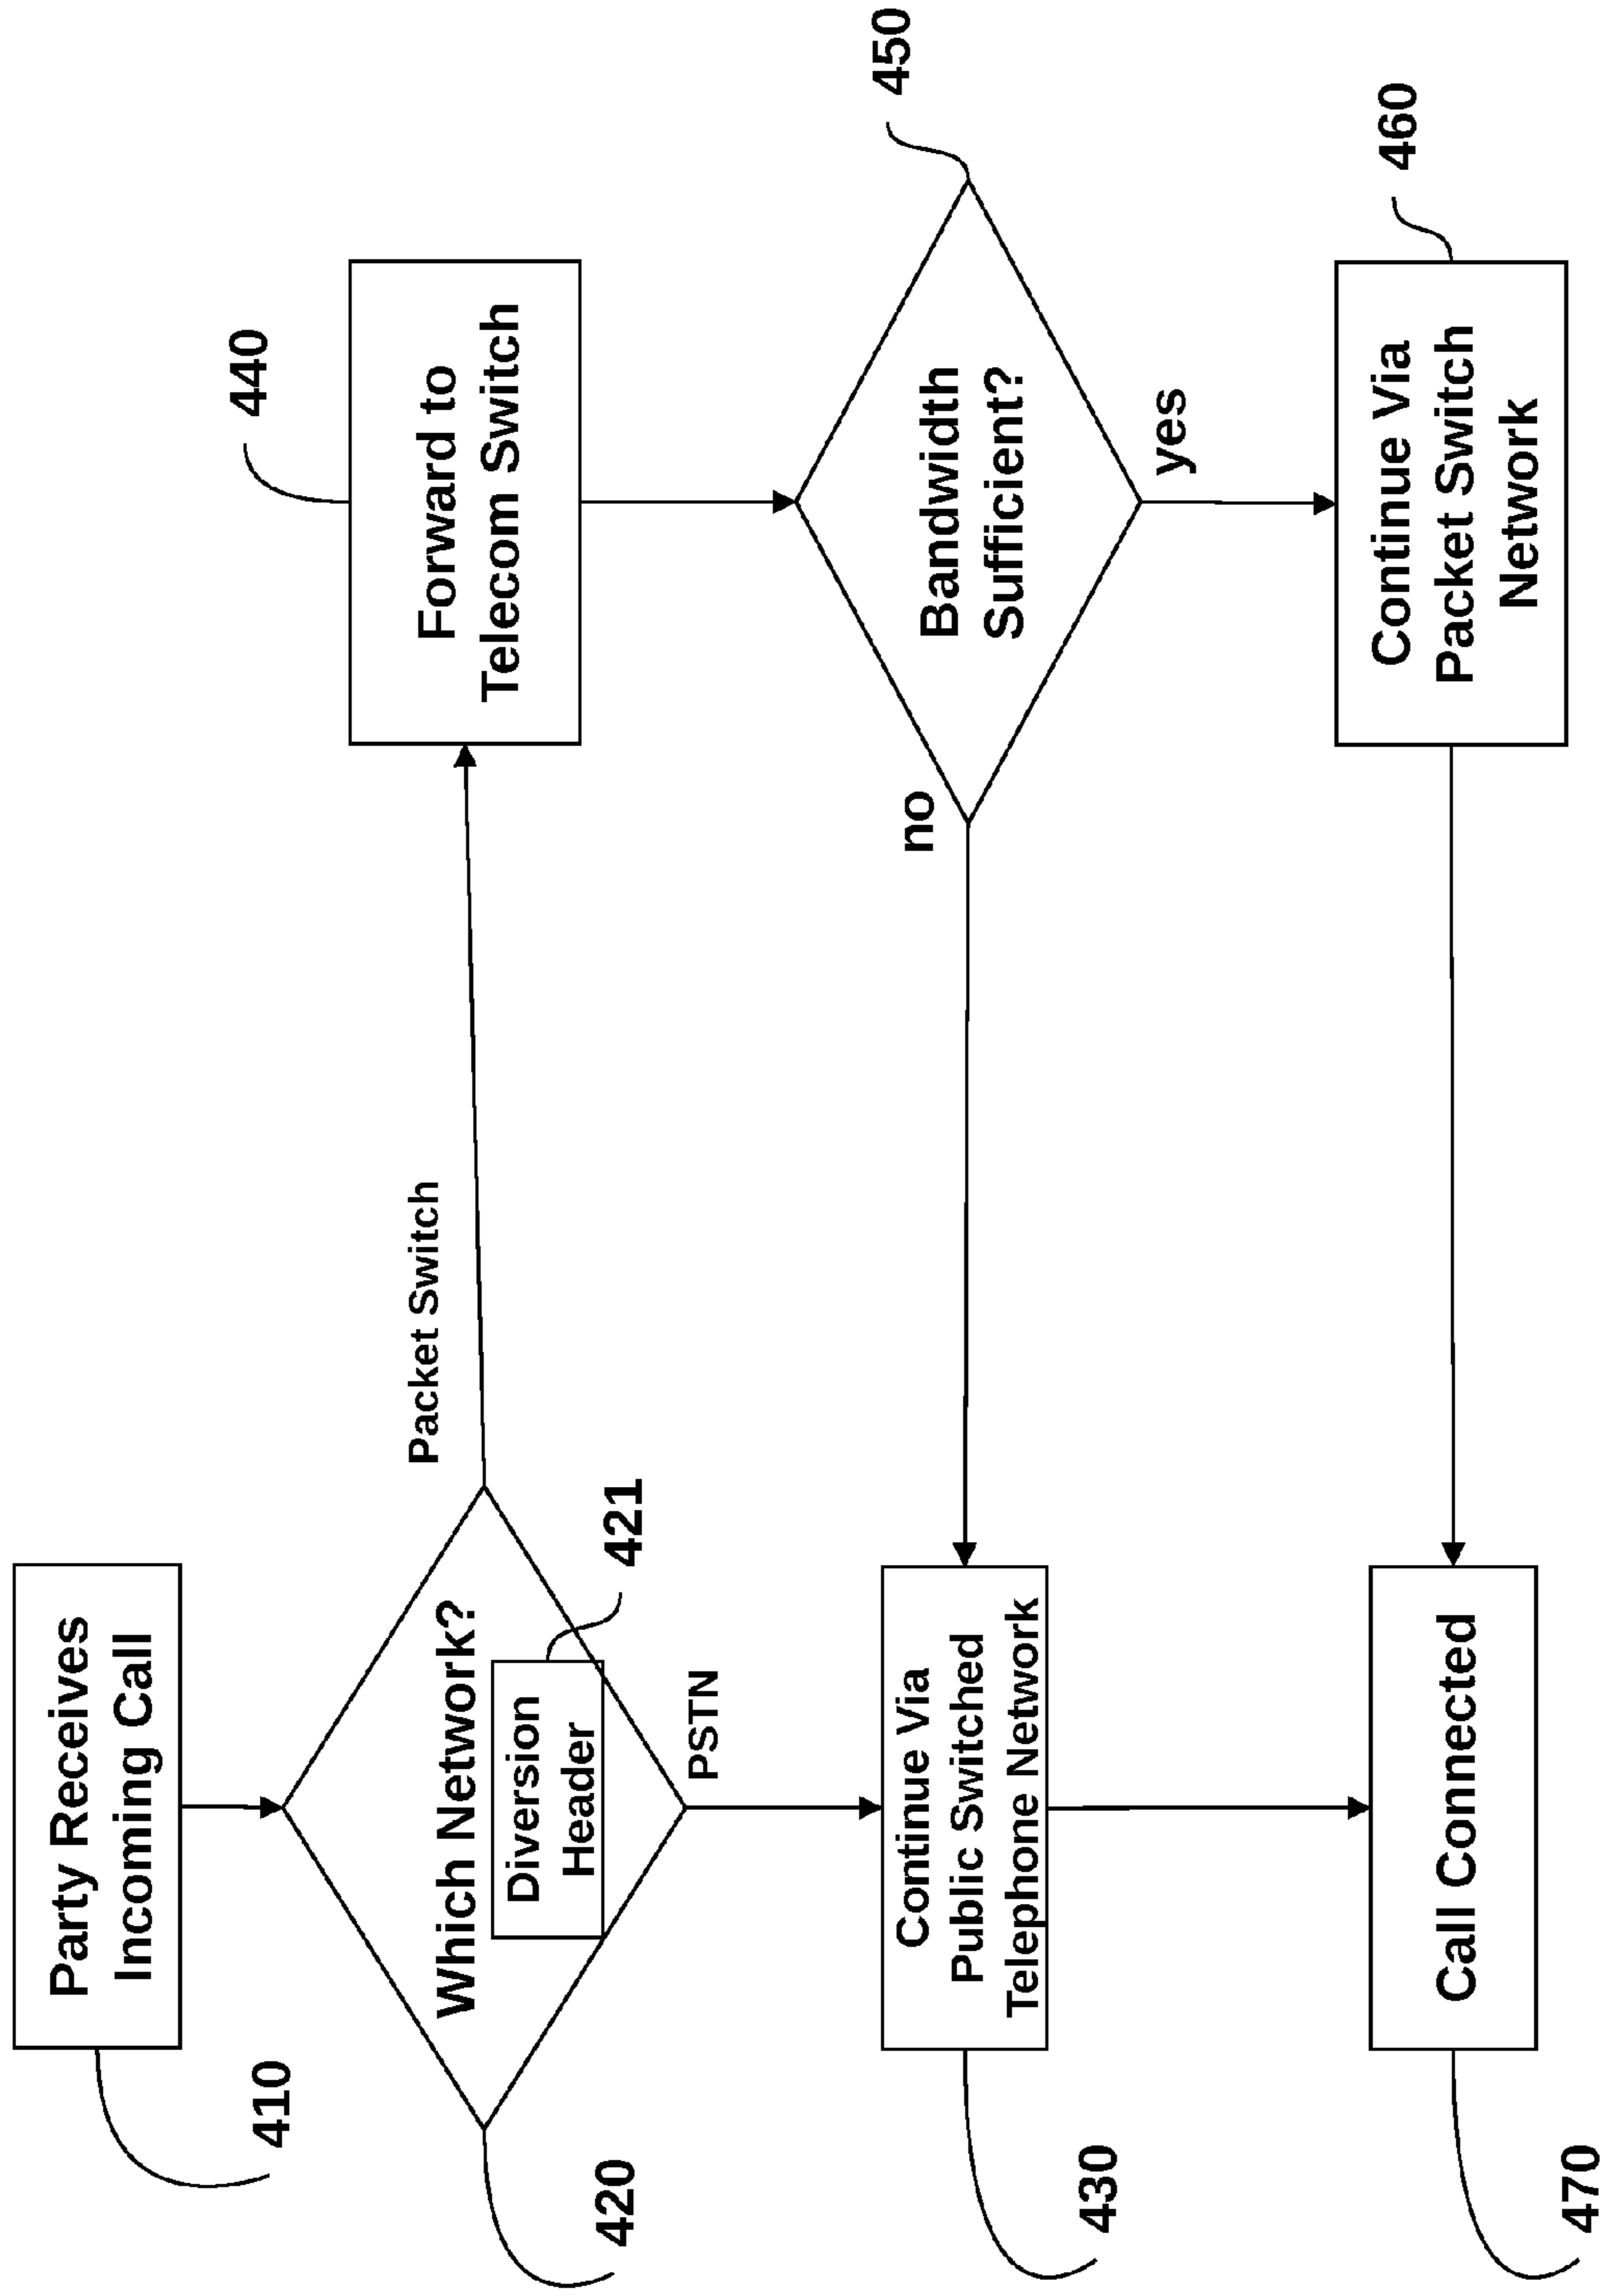 Party Receives
Incoming Call
410
Which Network?
Diversion
Header
421
420
Packet Switch
PSTN
Forward to
Telecom Switch
440
Bandwidth
Sufficient?
450
no
yes
Continue Via
Public Switched
Telephone Network
430
Continue Via
Packet Switch
Network
460
Call Connected
470